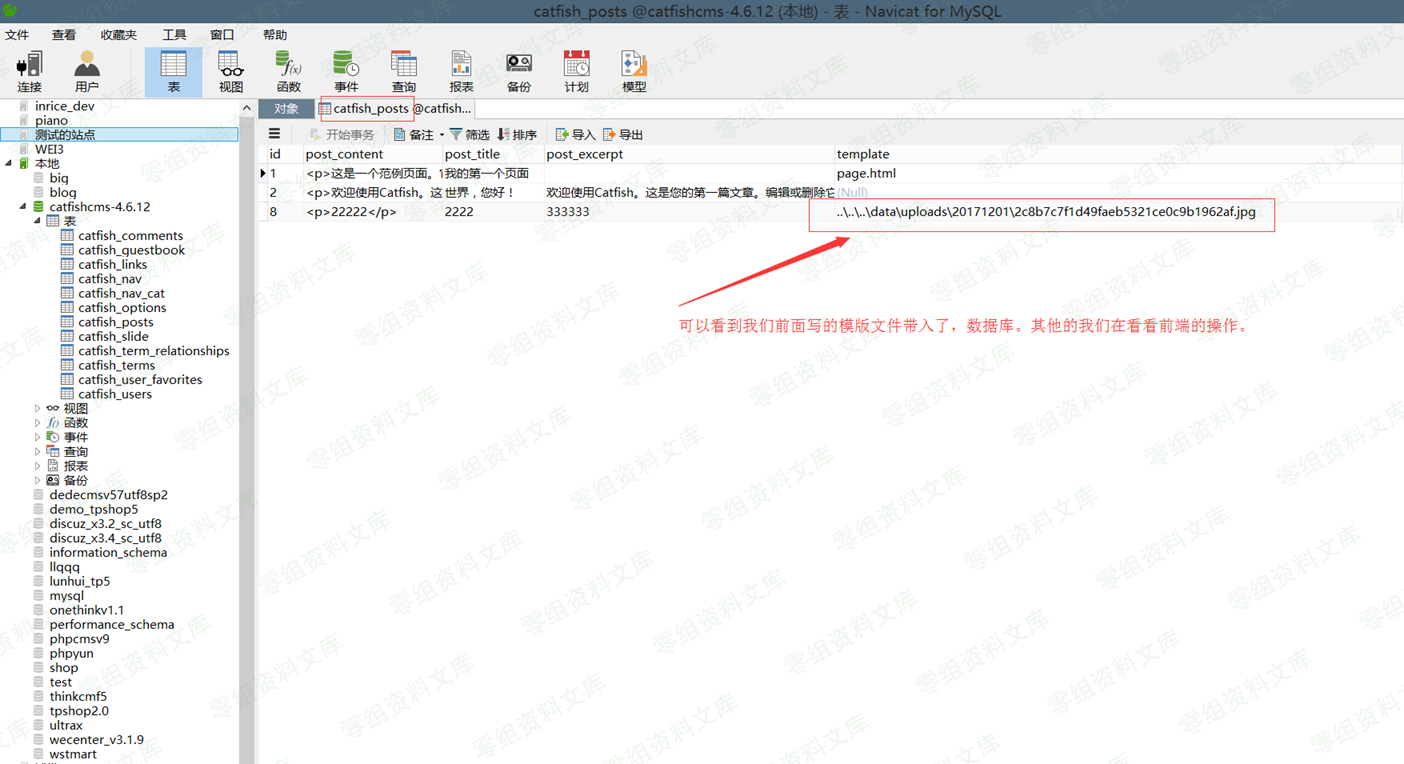 catfish_posts @catfishcms-4.6.12 (本地) - 表 - Navicat for MySQL
文件 查看 收藏夹 工具 窗口 帮助
连接 用户 表 视图 函数 事件 查询 报表 备份 计划 模型
inrice_dev
piano
测试的站点
WEI3
本地
biq
blog
catfishcms-4.6.12
表
catfish_comments
catfish_guestbook
catfish_links
catfish_nav
catfish_nav_cat
catfish_options
catfish_posts
catfish_slide
catfish_term_relationships
catfish_terms
catfish_user_favorites
catfish_users
视图
函数
事件
查询
报表
备份
dedecmsv57utf8sp2
demo_tpshop5
discuz_x3.2_sc_utf8
discuz_x3.4_sc_utf8
information_schema
llqqq
lunhui_tp5
mysql
onethinkv1.1
performance_schema
phpcmsv9
phpyun
shop
test
thinkcmf5
tpshop2.0
ultrax
wecenter_v3.1.9
wstmart
对象 catfish_posts @catfish...
开始事务 备注 筛选 排序 导入 导出
id post_content post_title post_excerpt template
1 <p>这是一个范例页面。 我的第一个页面 page.html
2 <p>欢迎使用Catfish。这 世界，您好！ 欢迎使用Catfish。这是您的第一篇文章。编辑或删除它 (Null)
8 <p>22222</p> 2222 333333 ..\..\..\data\uploads\20171201\2c8b7c7f1d49faeb5321ce0c9b1962af.jpg
可以看到我们前面写的模版文件带入了，数据库。其他的我们在看看前端的操作。
零组资料文库